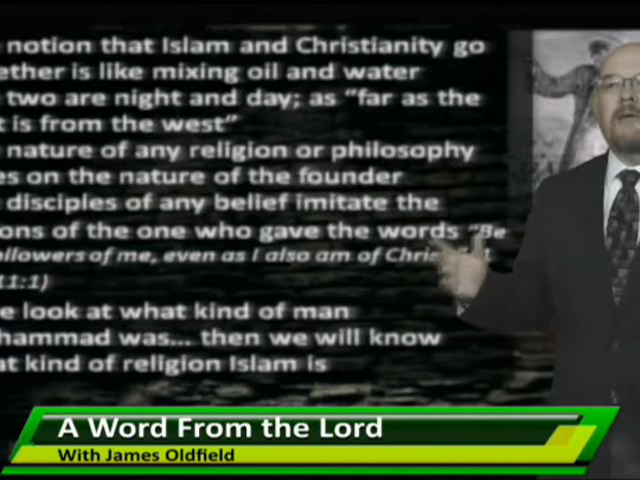 notion that Islam and Christianity go
ether is like mixing oil and water
two are night and day; as “far as the
t is from the west”
nature of any religion or philosophy
es on the nature of the founder
disciples of any belief imitate the
ons of the one who gave the words “Be
ollowers of me, even as I also am of Chri
11:1)
e look at what kind of man
hammad was... then we will know
at kind of religion Islam is
A Word From the Lord
With James Oldfield